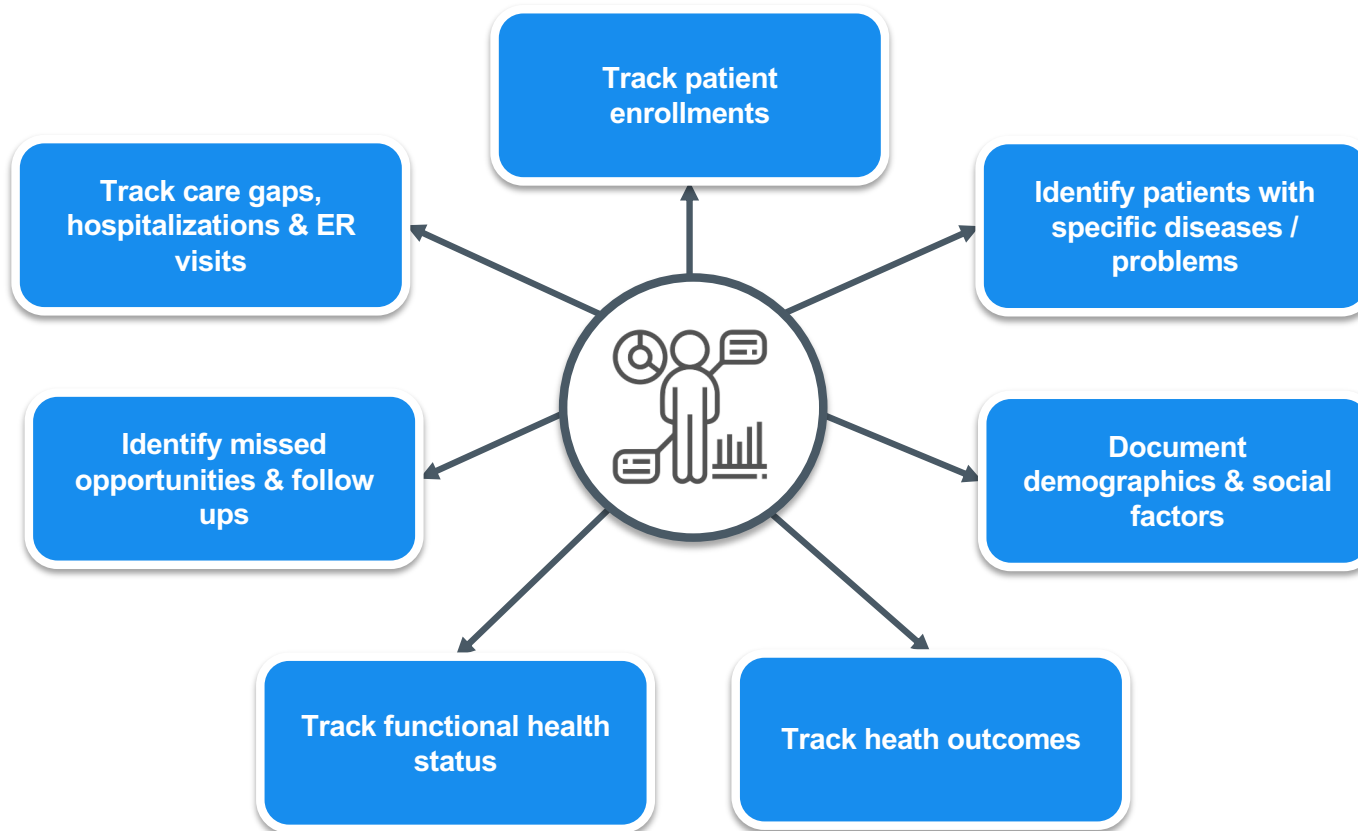 Track patient
enrollments
Track care gaps,
hospitalizations & ER
visits
Identify patients with
specific diseases /
problems
Identify missed
opportunities & follow
ups
Document
demographics & social
factors
Track functional health
status
Track heath outcomes